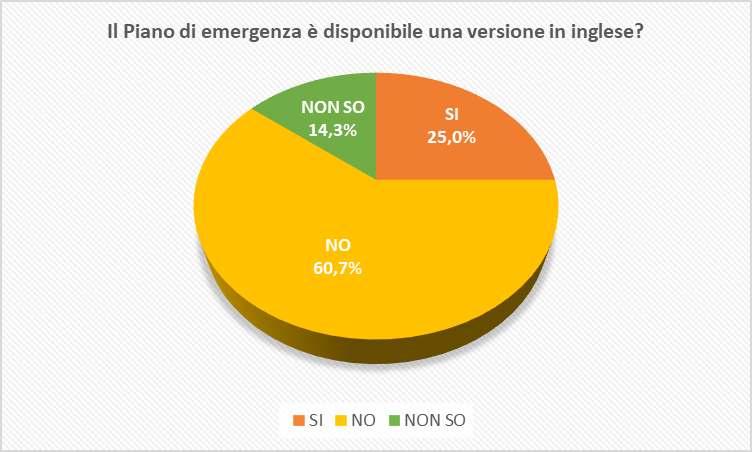 Il Piano di emergenza è disponibile una versione in inglese?
NON SO
14,3%
SI
25,0%
NO
60,7%
SI NO NON SO